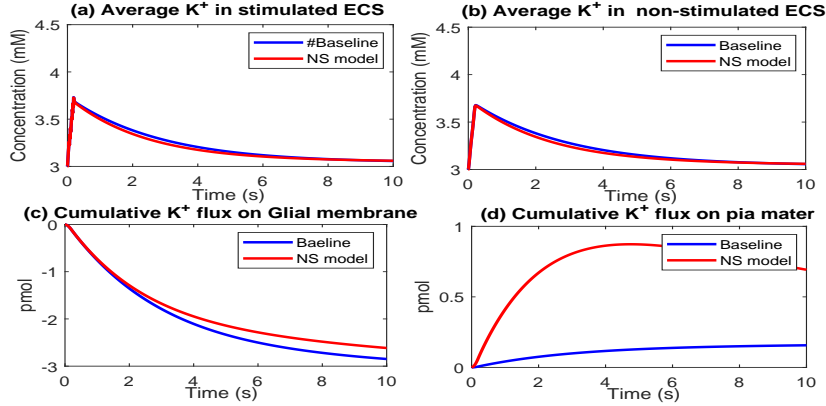 (a) Average K+ in stimulated ECS
Concentration (mM)
4.5
4
3.5
3
#Baseline
NS model
0 2 4 6 8 10
Time (s)
(b) Average K+ in non-stimulated ECS
Concentration (mM)
4.5
4
3.5
3
Baseline
NS model
0 2 4 6 8 10
Time (s)
(c) Cumulative K+ flux on Glial membrane
pmol
0
-1
-2
-3
Baeline
NS model
0 2 4 6 8 10
Time (s)
(d) Cumulative K+ flux on pia mater
pmol
1
0.5
0
Baseline
NS model
0 2 4 6 8 10
Time (s)